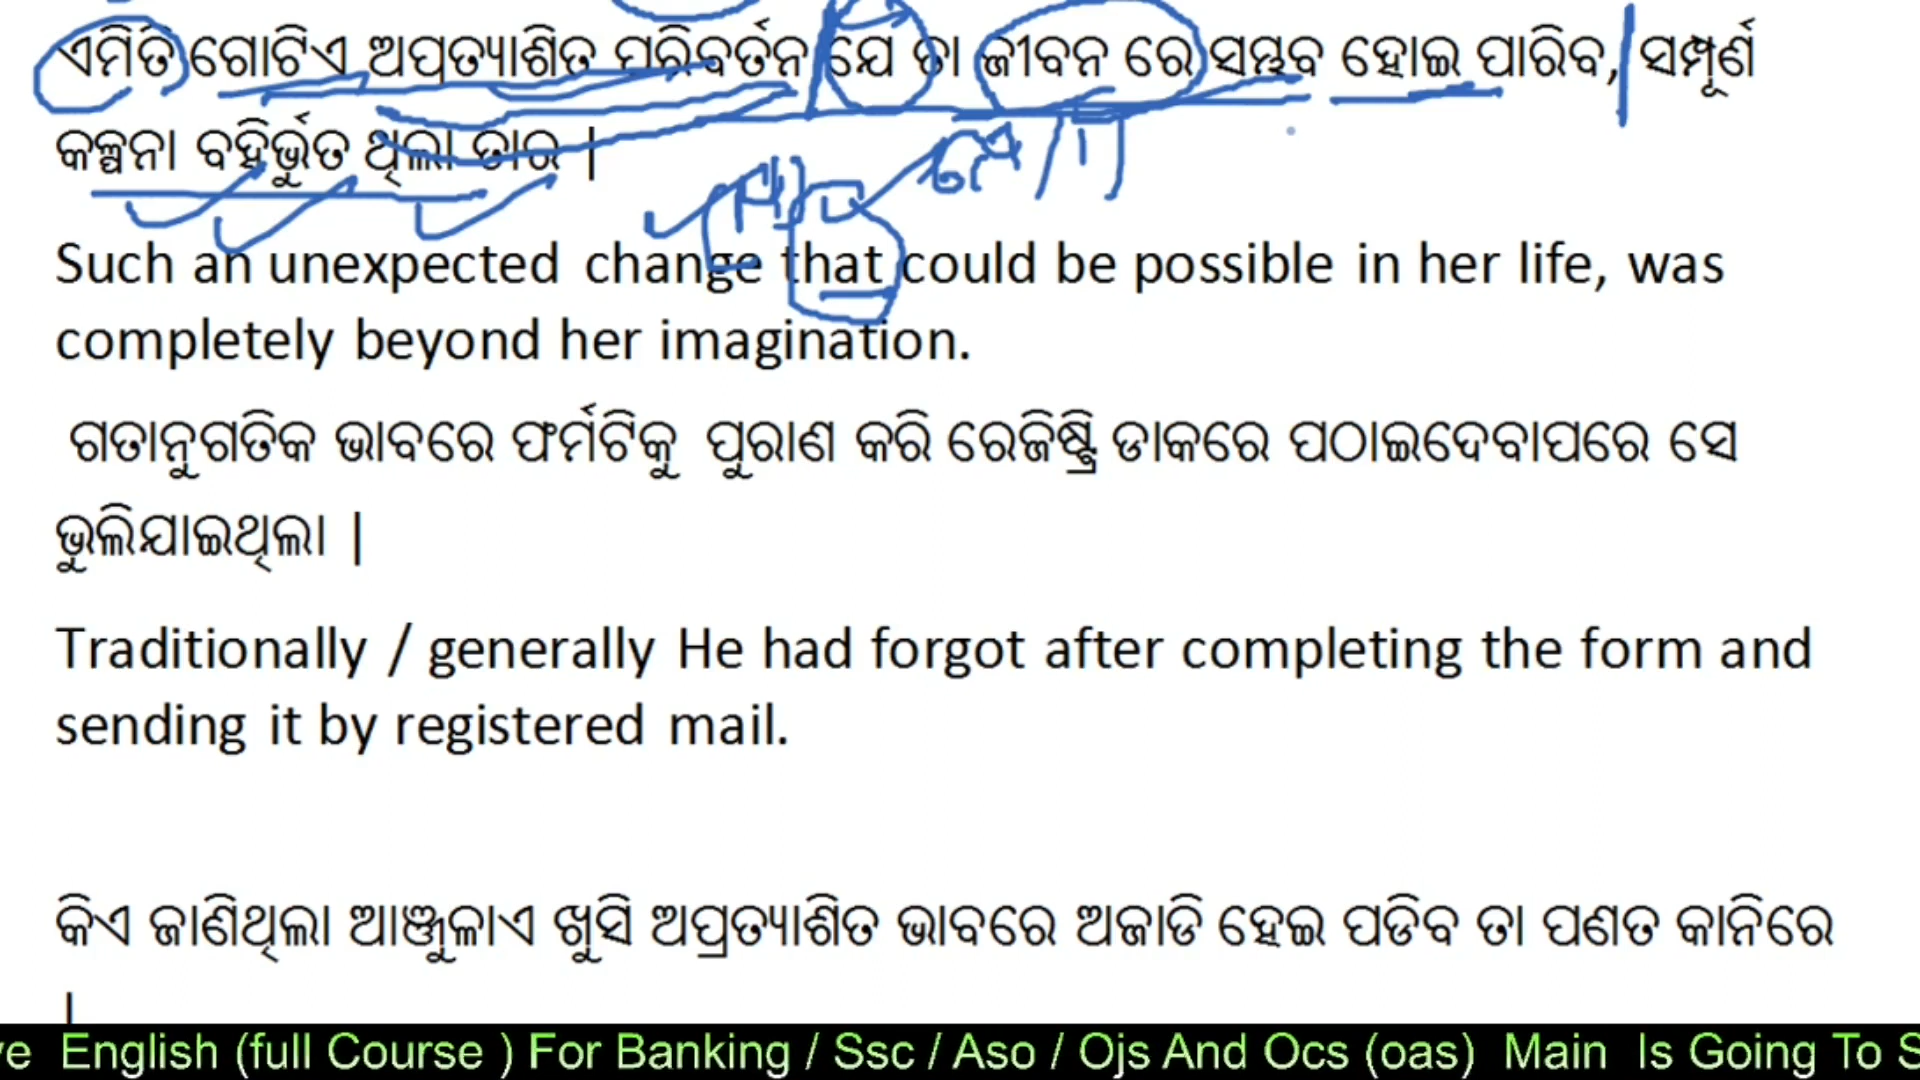 ଏମିତି ଗୋଟିଏ ଅପ୍ରତ୍ୟାଶିତ ପରିବର୍ତନ ଯେ ତା ଜୀବନ ରେ ସମ୍ଭବ ହୋଇ ପାରିବ, ସମ୍ପୂର୍ଣ
କଳ୍ପନା ବହିର୍ଭୁତ ଥିଲା ତାର |
Such an unexpected change that could be possible in her life, was
completely beyond her imagination.
ଗତାନୁଗତିକ ଭାବରେ ଫର୍ମଟିକୁ ପୁରାଣ କରି ରେଜିଷ୍ଟ୍ରି ଡାକରେ ପଠାଇଦେବାପରେ ସେ
ଭୁଲିଯାଇଥିଲା |
Traditionally / generally He had forgot after completing the form and
sending it by registered mail.
କିଏ ଜାଣିଥିଲା ଆଞ୍ଜୁଳାଏ ଖୁସି ଅପ୍ରତ୍ୟାଶିତ ଭାବରେ ଅଜାଡି ହେଇ ପଡିବ ତା ପଣତ କାନିରେ
|
ve English (full Course ) For Banking / Ssc / Aso / Ojs And Ocs (oas) Main Is Going To S